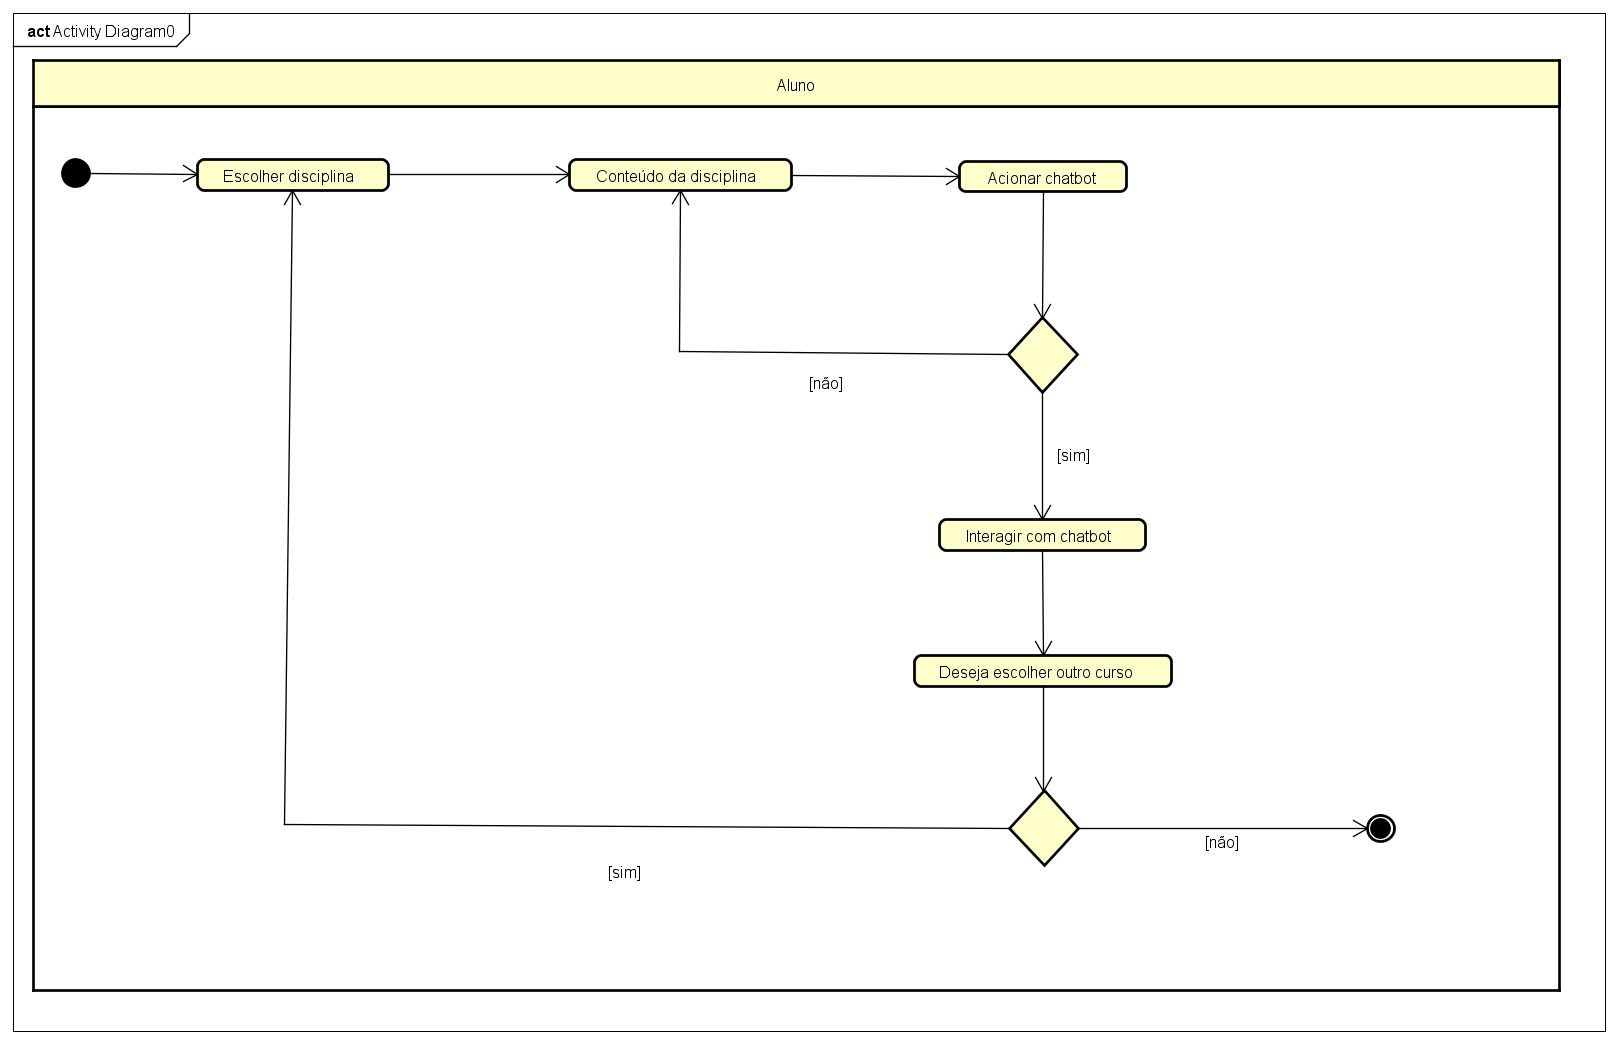 act Activity Diagram0
Aluno
Escolher disciplina
Conteúdo da disciplina
Acionar chatbot
[não]
[sim]
Interagir com chatbot
Deseja escolher outro curso
[não]
[sim]